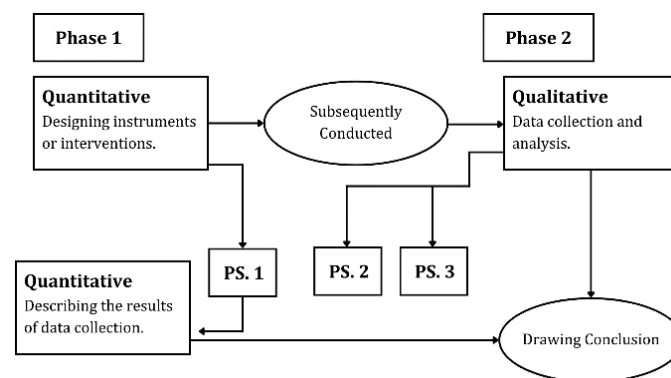 Phase 1
Phase 2
Quantitative
Designing instruments
or interventions.
Subsequently
Conducted
Qualitative
Data collection and
analysis.
PS. 1
PS. 2
PS. 3
Quantitative
Describing the results
of data collection.
Drawing Conclusion